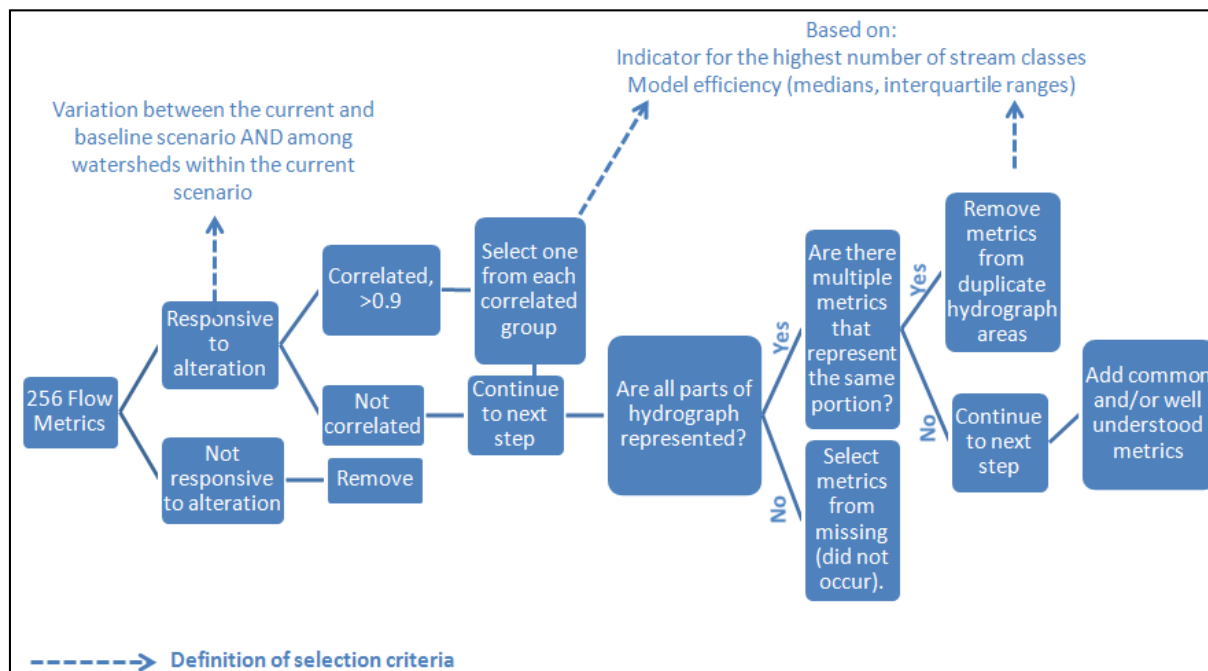 Based on:
Indicator for the highest number of stream classes
Model efficiency (medians, interquartile ranges)
Variation between the current and
baseline scenario AND among
watersheds within the current
scenario
256 Flow
Metrics
Responsive
to
alteration
Not
responsive
to alteration
Correlated,
>0.9
Not
correlated
Remove
Select one
from each
correlated
group
Continue
to next
step
Are all parts of
hydrograph
represented?
Yes
No
Are there
multiple
metrics
that
represent
the same
portion?
Select
metrics
from
missing
(did not
occur).
Yes
No
Remove
metrics
from
duplicate
hydrograph
areas
Continue
to next
step
Add common
and/or well
understood
metrics
Definition of selection criteria